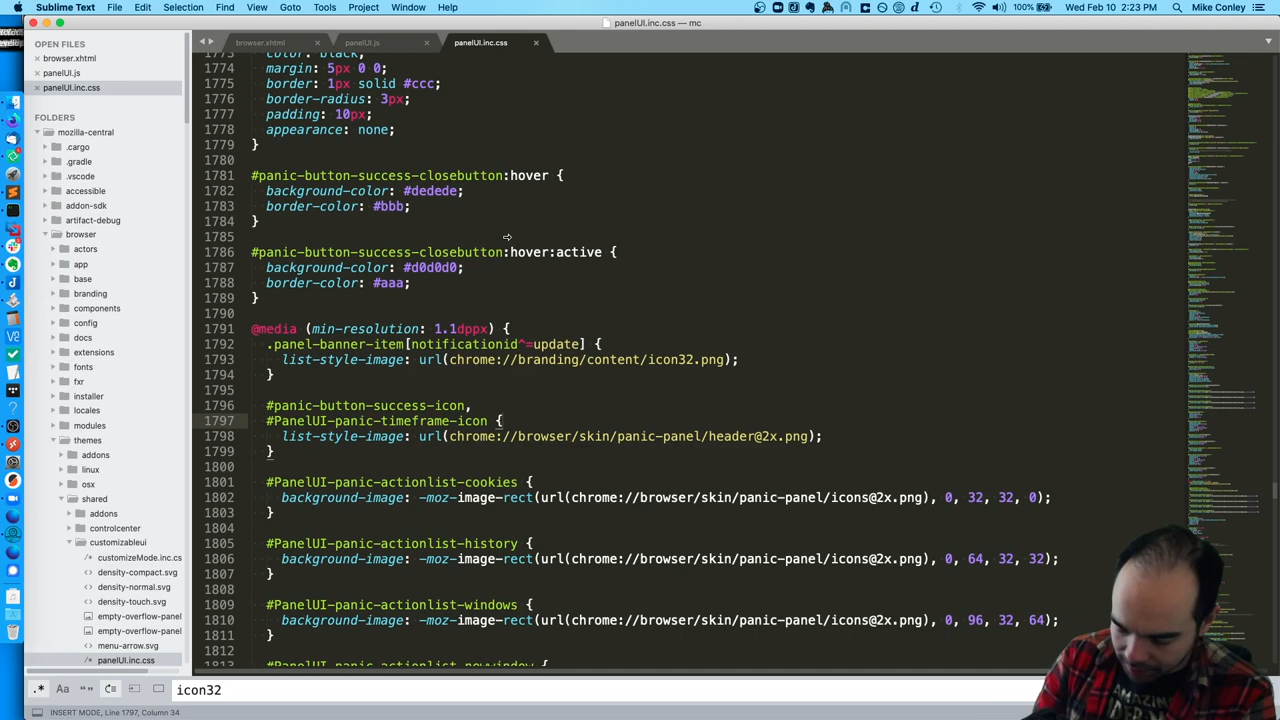 Sublime Text File Edit Selection Find View Goto Tools Project Window Help
100% Wed Feb 10 2:23 PM Mike Conley
panelUI.inc.css — mc
OPEN FILES
browser.xhtml
panelUI.js
panelUI.inc.css
FOLDERS
mozilla-central
.cargo
.gradle
.vscode
accessible
addon-sdk
artifact-debug
browser
actors
app
base
branding
components
config
docs
extensions
fonts
fxr
installer
locales
modules
themes
addons
linux
osx
shared
addons
controlcenter
customizableui
customizeMode.inc.cs
density-compact.svg
density-normal.svg
density-touch.svg
empty-overflow-panel
empty-overflow-panel
menu-arrow.svg
panelUI.inc.css
browser.xhtml panelUI.js panelUI.inc.css
1773 color: black;
1774 margin: 5px 0 0;
1775 border: 1px solid #ccc;
1776 border-radius: 3px;
1777 padding: 10px;
1778 appearance: none;
1779 }
1780
1781 #panic-button-success-closebutton:hover {
1782 background-color: #dedede;
1783 border-color: #bbb;
1784 }
1785
1786 #panic-button-success-closebutton:hover:active {
1787 background-color: #d0d0d0;
1788 border-color: #aaa;
1789 }
1790
1791 @media (min-resolution: 1.1dppx) {
1792 .panel-banner-item[notificationid^=update] {
1793 list-style-image: url(chrome://branding/content/icon32.png);
1794 }
1795
1796 #panic-button-success-icon,
1797 #PanelUI-panic-timeframe-icon {
1798 list-style-image: url(chrome://browser/skin/panic-panel/header@2x.png);
1799 }
1800
1801 #PanelUI-panic-actionlist-cookies {
1802 background-image: -moz-image-rect(url(chrome://browser/skin/panic-panel/icons@2x.png), 0, 32, 32, 0);
1803 }
1804
1805 #PanelUI-panic-actionlist-history {
1806 background-image: -moz-image-rect(url(chrome://browser/skin/panic-panel/icons@2x.png), 0, 64, 32, 32);
1807 }
1808
1809 #PanelUI-panic-actionlist-windows {
1810 background-image: -moz-image-rect(url(chrome://browser/skin/panic-panel/icons@2x.png), 0, 96, 32, 64);
1811 }
1812
1813 #PanelUI-panic-actionlist-newwindow {
icon32
INSERT MODE, Line 1797, Column 34
AMAZING